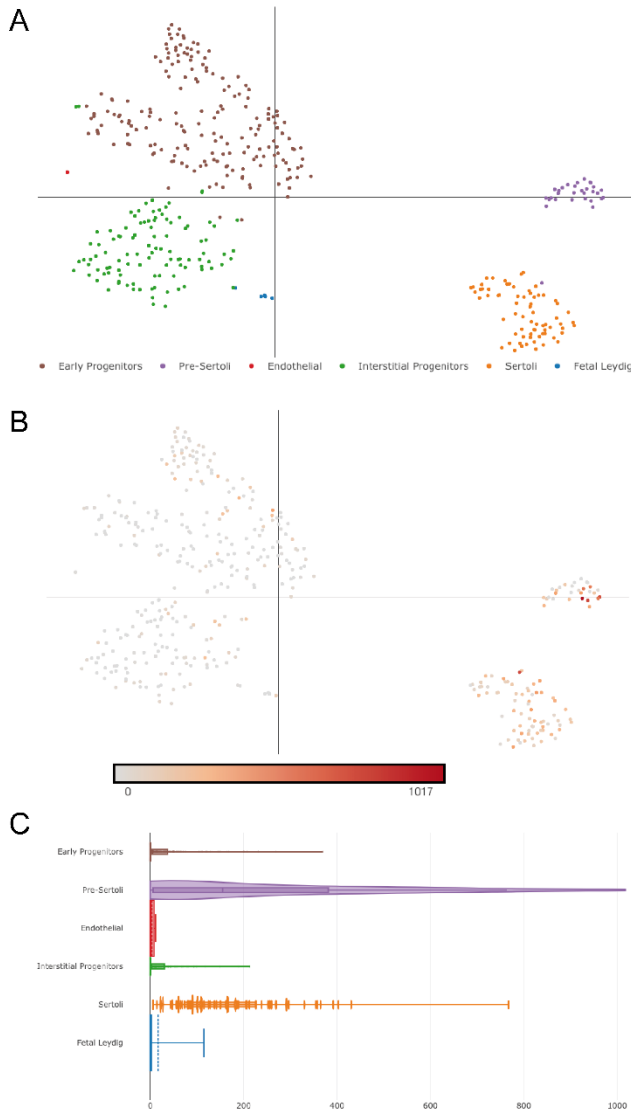 A
Early Progenitors Pre-Sertoli Endothelial Interstitial Progenitors Sertoli Fetal Leydig
B
0 1017
C
Early Progenitors
Pre-Sertoli
Endothelial
Interstitial Progenitors
Sertoli
Fetal Leydig
0 200 400 600 800 1000